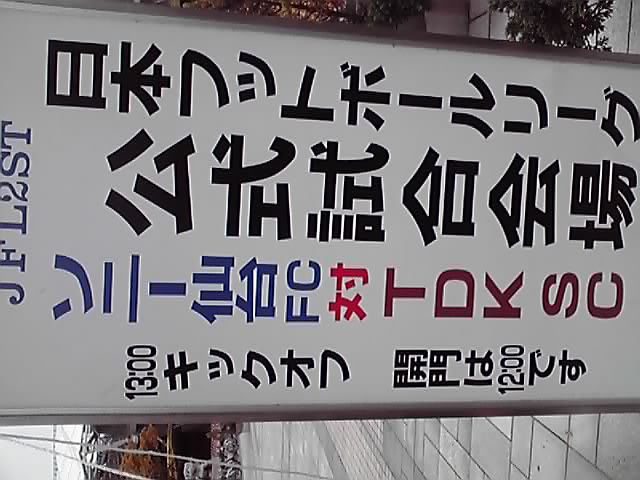 JFL2ST
日本フットボールリーグ
公式試合会場
ソニー仙台FC 対 TDK SC
13:00 キックオフ 開門は12:00です